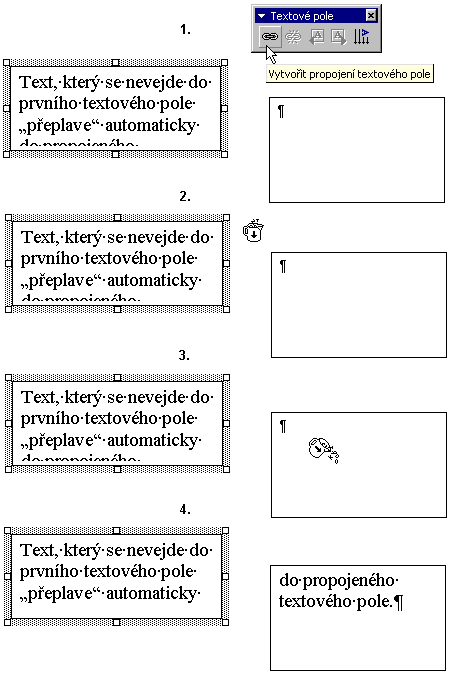 1.
Textové pole
Vytvořit propojení textového pole
Text, který se nevejde do
prvního textového pole
„přeplave“ automaticky
do propojeného
¶
2.
Text, který se nevejde do
prvního textového pole
„přeplave“ automaticky
do propojeného
¶
3.
Text, který se nevejde do
prvního textového pole
„přeplave“ automaticky
do propojeného
¶
4.
Text, který se nevejde do
prvního textového pole
„přeplave“ automaticky
do propojeného
textového pole.¶